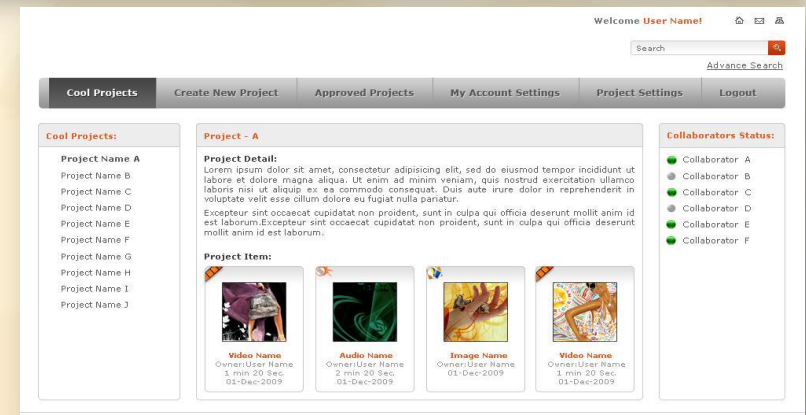 Welcome User Name!
Search
Advance Search
Cool Projects
Create New Project
Approved Projects
My Account Settings
Project Settings
Logout
Cool Projects:
Project Name A
Project Name B
Project Name C
Project Name D
Project Name E
Project Name F
Project Name G
Project Name H
Project Name I
Project Name J
Project - A
Project Detail:
Lorem ipsum dolor sit amet, consectetur adipisicing elit, sed do eiusmod tempor incididunt ut
labore et dolore magna aliqua. Ut enim ad minim veniam, quis nostrud exercitation ullamco
laboris nisi ut aliquip ex ea commodo consequat. Duis aute irure dolor in reprehenderit in
voluptate velit esse cillum dolore eu fugiat nulla pariatur.
Excepteur sint occaecat cupidatat non proident, sunt in culpa qui officia deserunt mollit anim id
est laborum.Excepteur sint occaecat cupidatat non proident, sunt in culpa qui officia deserunt
mollit anim id est laborum.
Project Item:
Video Name
Owner:User Name
1 min 20 Sec.
01-Dec-2009
Audio Name
Owner:User Name
2 min 20 Sec.
01-Dec-2009
Image Name
Owner:User Name
01-Dec-2009
Video Name
Owner:User Name
1 min 20 Sec.
01-Dec-2009
Collaborators Status:
Collaborator A
Collaborator B
Collaborator C
Collaborator D
Collaborator E
Collaborator F